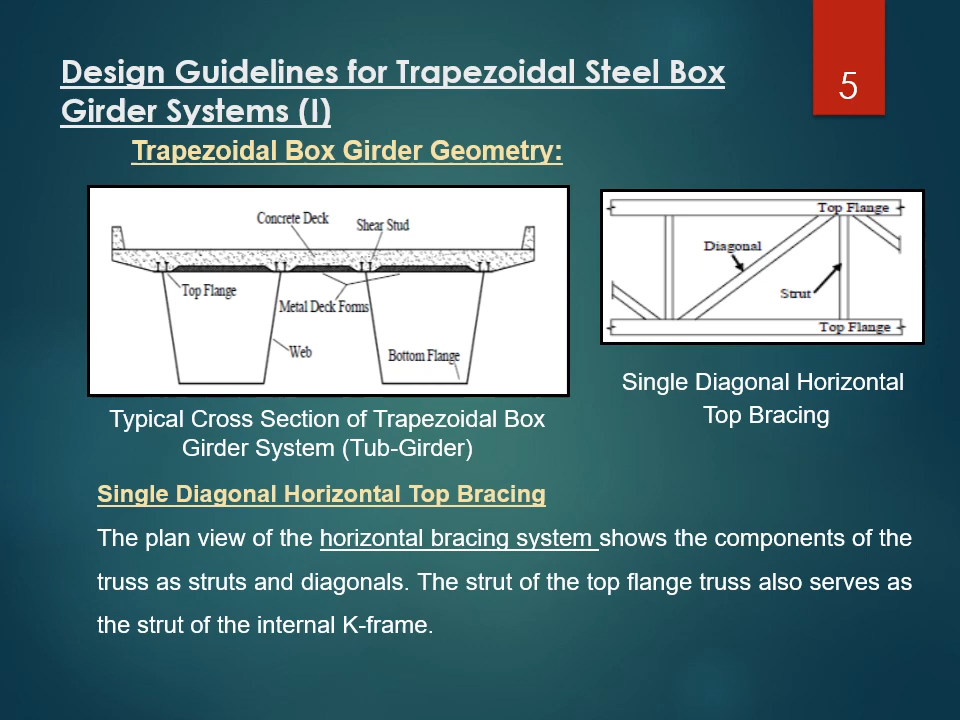 Design Guidelines for Trapezoidal Steel Box
Girder Systems (I)
5
Trapezoidal Box Girder Geometry:
Concrete Deck
Shear Stud
Top Flange
Metal Deck Forms
Web
Bottom Flange
Top Flange
Diagonal
Strut
Top Flange
Typical Cross Section of Trapezoidal Box
Girder System (Tub-Girder)
Single Diagonal Horizontal
Top Bracing
Single Diagonal Horizontal Top Bracing
The plan view of the horizontal bracing system shows the components of the
truss as struts and diagonals. The strut of the top flange truss also serves as
the strut of the internal K-frame.